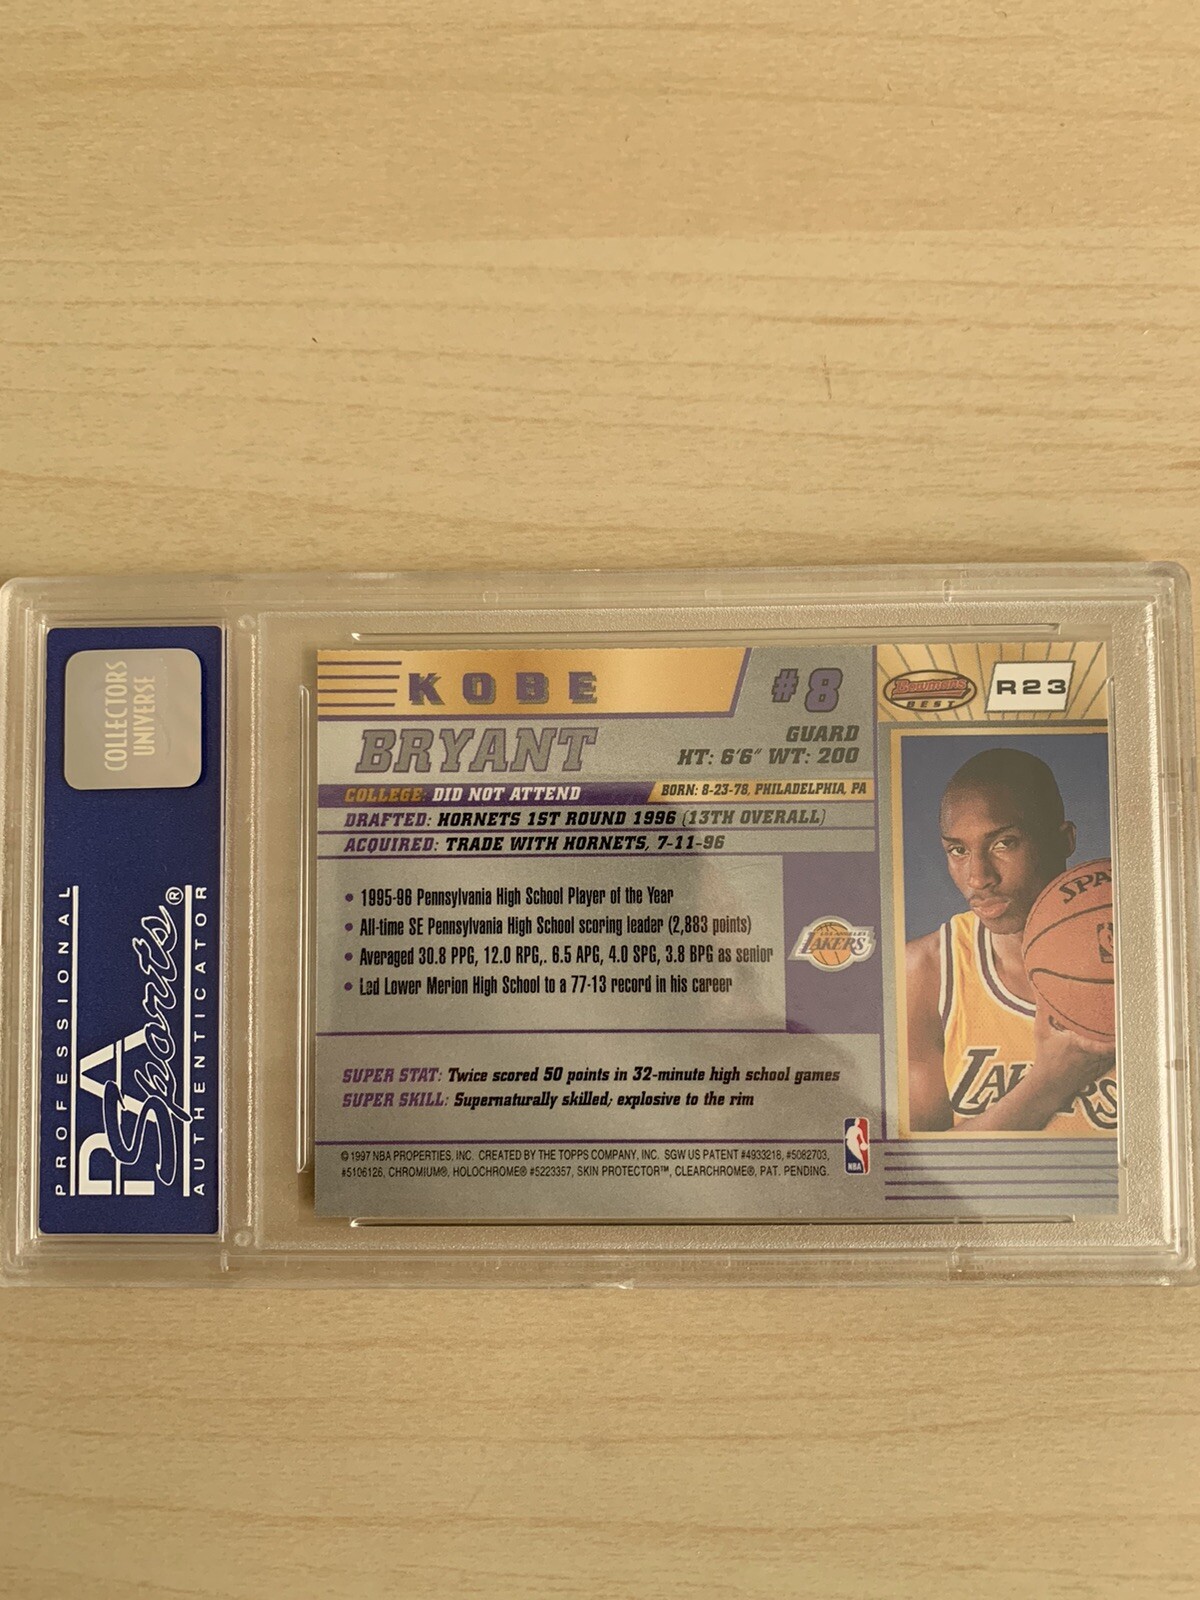 COLLECTORS
UNIVERSE
PROFESSIONAL
PSA
Sports®
AUTHENTICATOR
KOBE
BRYANT
#8
GUARD
HT: 6'6" WT: 200
COLLEGE: DID NOT ATTEND
BORN: 8-23-78, PHILADELPHIA, PA
DRAFTED: HORNETS 1ST ROUND 1996 (13TH OVERALL)
ACQUIRED: TRADE WITH HORNETS, 7-11-96
• 1995-96 Pennsylvania High School Player of the Year
• All-time SE Pennsylvania High School scoring leader (2,883 points)
• Averaged 30.8 PPG, 12.0 RPG,. 6.5 APG, 4.0 SPG, 3.8 BPG as senior
• Led Lower Merion High School to a 77-13 record in his career
LOS ANGELES
LAKERS
SUPER STAT: Twice scored 50 points in 32-minute high school games
SUPER SKILL: Supernaturally skilled; explosive to the rim
© 1997 NBA PROPERTIES, INC. CREATED BY THE TOPPS COMPANY, INC. SGW US PATENT #4933218, #5082703,
#5106126, CHROMIUM®, HOLOCHROME® #5223357, SKIN PROTECTOR™, CLEARCHROME®, PAT. PENDING.
NBA
Bowman's
BEST
R23
SPA
LAKERS